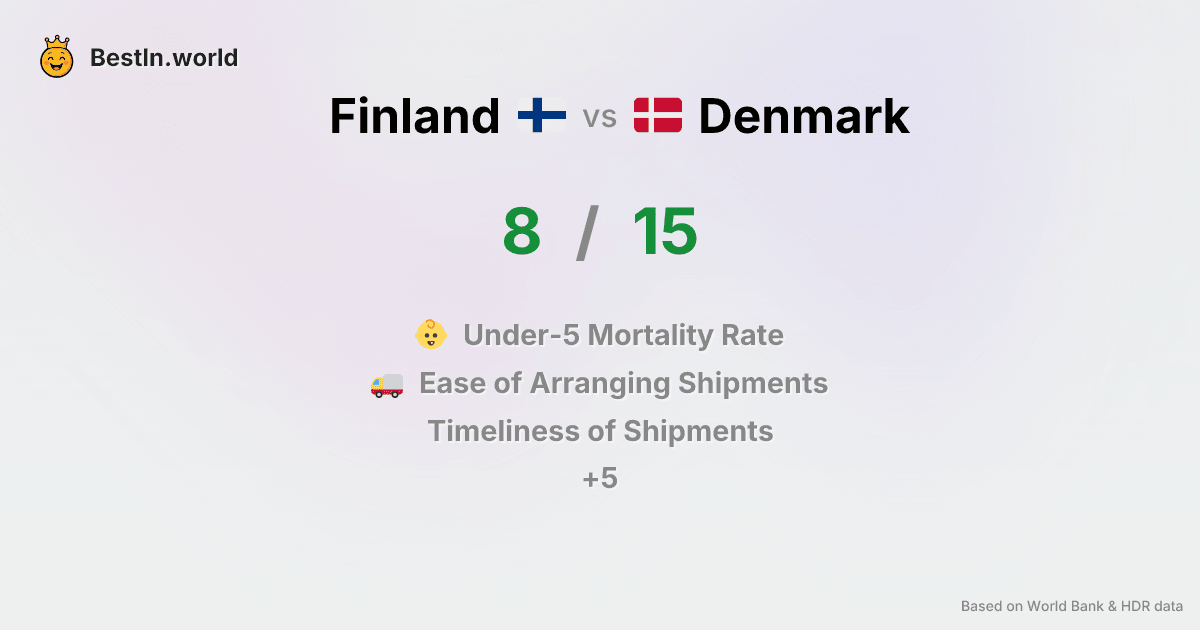 BestIn.world
Finland vs Denmark
8 / 15
Under-5 Mortality Rate
Ease of Arranging Shipments
Timeliness of Shipments
+5
Based on World Bank & HDR data